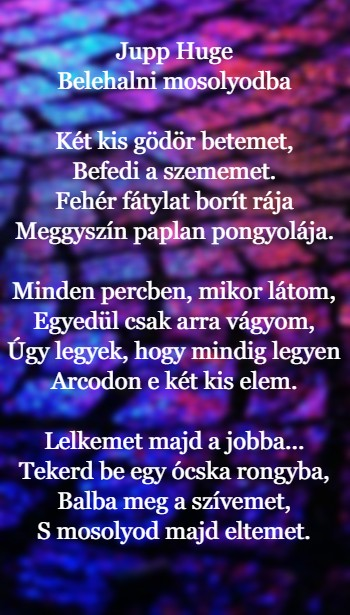 Jupp Huge
Belehalni mosolyodba
Két kis gödör betemet,
Befedi a szememet.
Fehér fátylat borít rája
Meggyszín paplan pongyolája.
Minden percben, mikor látom,
Egyedül csak arra vágyom,
Úgy legyek, hogy mindig legyen
Arcodon e két kis elem.
Lelkemet majd a jobba...
Tekerd be egy ócska rongyba,
Balba meg a szívemet,
S mosolyod majd eltemet.